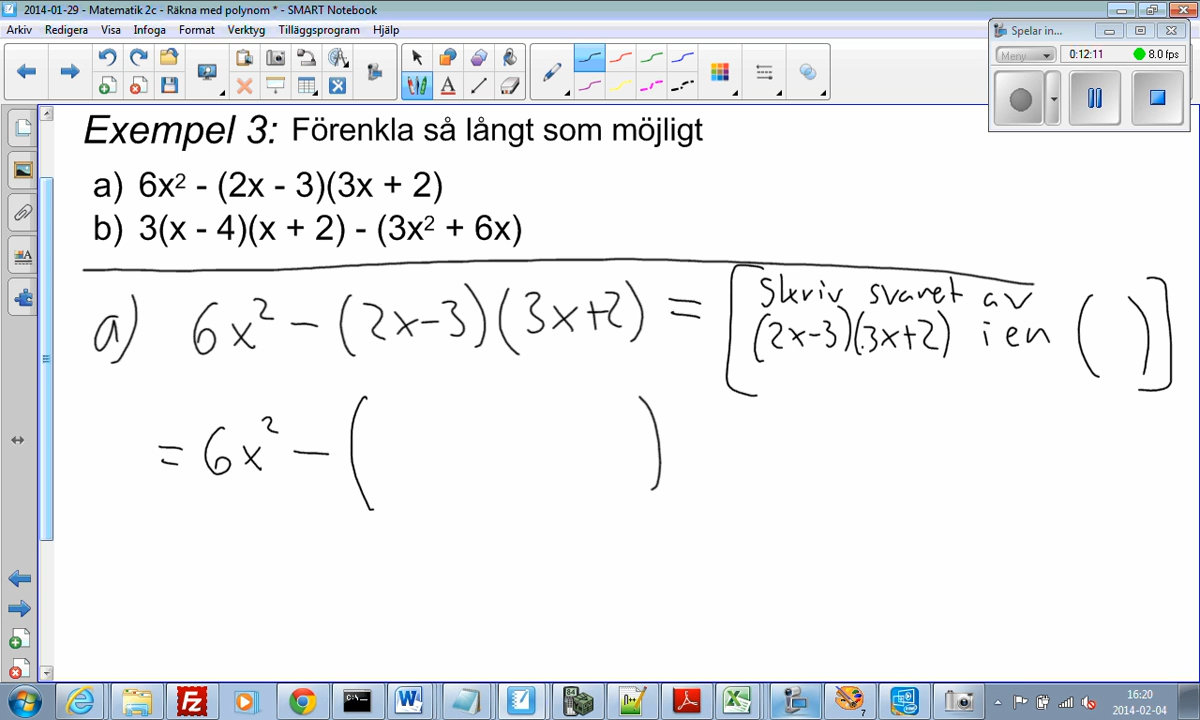 2014-01-29 - Matematik 2c - Räkna med polynom * - SMART Notebook
Arkiv Redigera Visa Infoga Format Verktyg Tilläggsprogram Hjälp
Spelar in...
Meny 0:12:11 8.0 fps
Exempel 3: Förenkla så långt som möjligt
a) 6x² - (2x - 3)(3x + 2)
b) 3(x - 4)(x + 2) - (3x² + 6x)
a) 6x² - (2x-3)(3x+2) = [Skriv svaret av
(2x-3)(3x+2) i en ( )]
= 6x² - ( )
16:20
2014-02-04